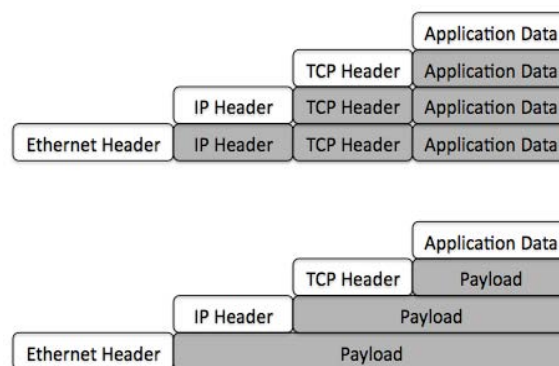 Application Data
TCP Header Application Data
IP Header TCP Header Application Data
Ethernet Header IP Header TCP Header Application Data
Application Data
TCP Header Payload
IP Header Payload
Ethernet Header Payload